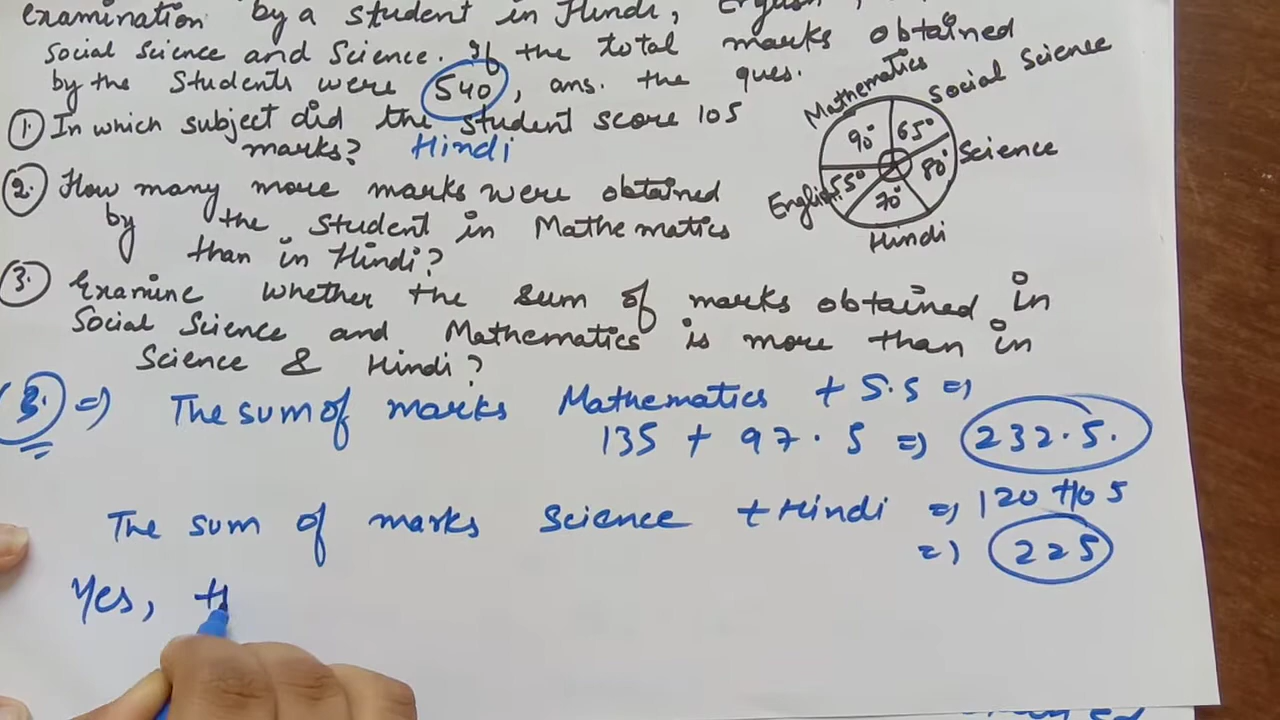 examination by a student in Hindi, English,
Social Science and Science. If the total marks obtained
by the Students were 540, ans. the ques.
1. In which subject did the student score 105
marks? Hindi
2. How many more marks were obtained
by the Student in Mathematics
than in Hindi?
3. Examine whether the sum of marks obtained in
Social Science and Mathematics is more than in
Science & Hindi?
Mathematics
Social Science
90°
65°
Science
80°
English
55°
70°
Hindi
(3.) => The sum of marks Mathematics + S.S =>
135 + 97.5 => 232.5.
The sum of marks Science + Hindi => 120 + 105
=> 225
Yes,